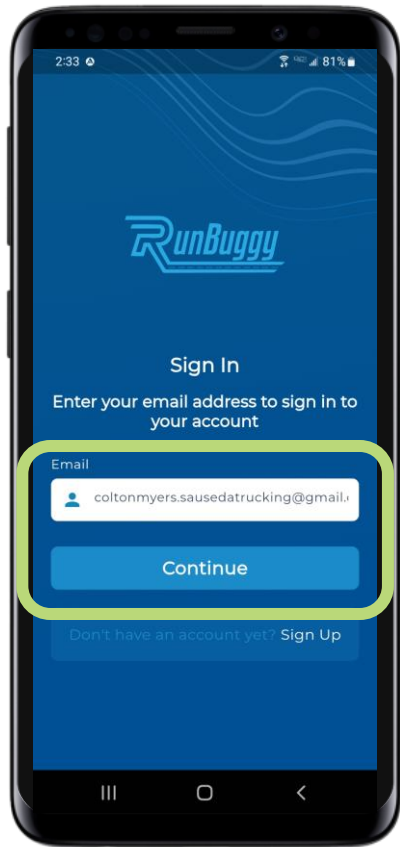 2:33
81%
RunBuggy
Sign In
Enter your email address to sign in to
your account
Email
coltonmyers.sausedatrucking@gmail.
Continue
Don't have an account yet? Sign Up